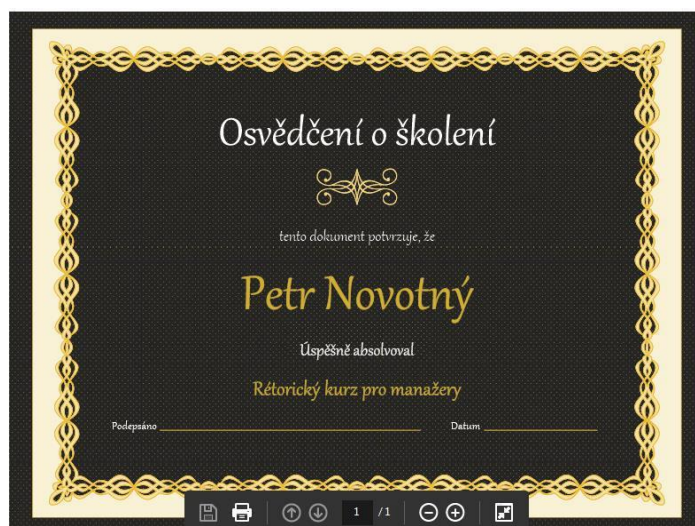 Osvědčení o školení
tento dokument potvrzuje, že
Petr Novotný
Úspěšně absolvoval
Rétorický kurz pro manažery
Podepsáno Datum
1 /1